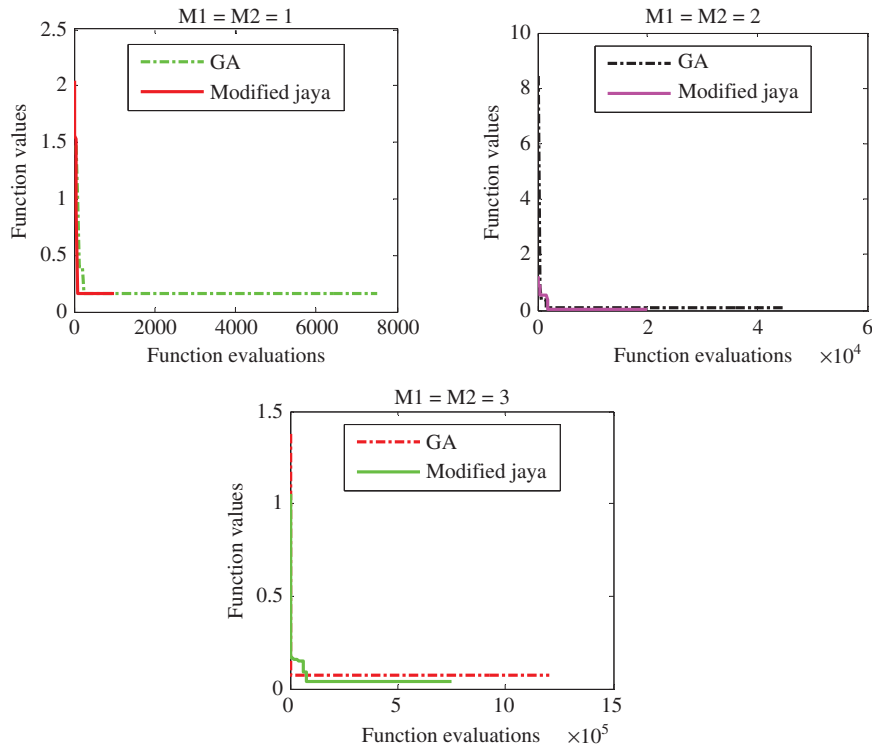 M1 = M2 = 1
2.5
2
1.5
1
0.5
0
Function values
GA
Modified jaya
0 2000 4000 6000 8000
Function evaluations
M1 = M2 = 2
10
8
6
4
2
0
Function values
GA
Modified jaya
0 2 4 6
Function evaluations ×10^4
M1 = M2 = 3
1.5
1
0.5
0
Function values
GA
Modified jaya
0 5 10 15
Function evaluations ×10^5